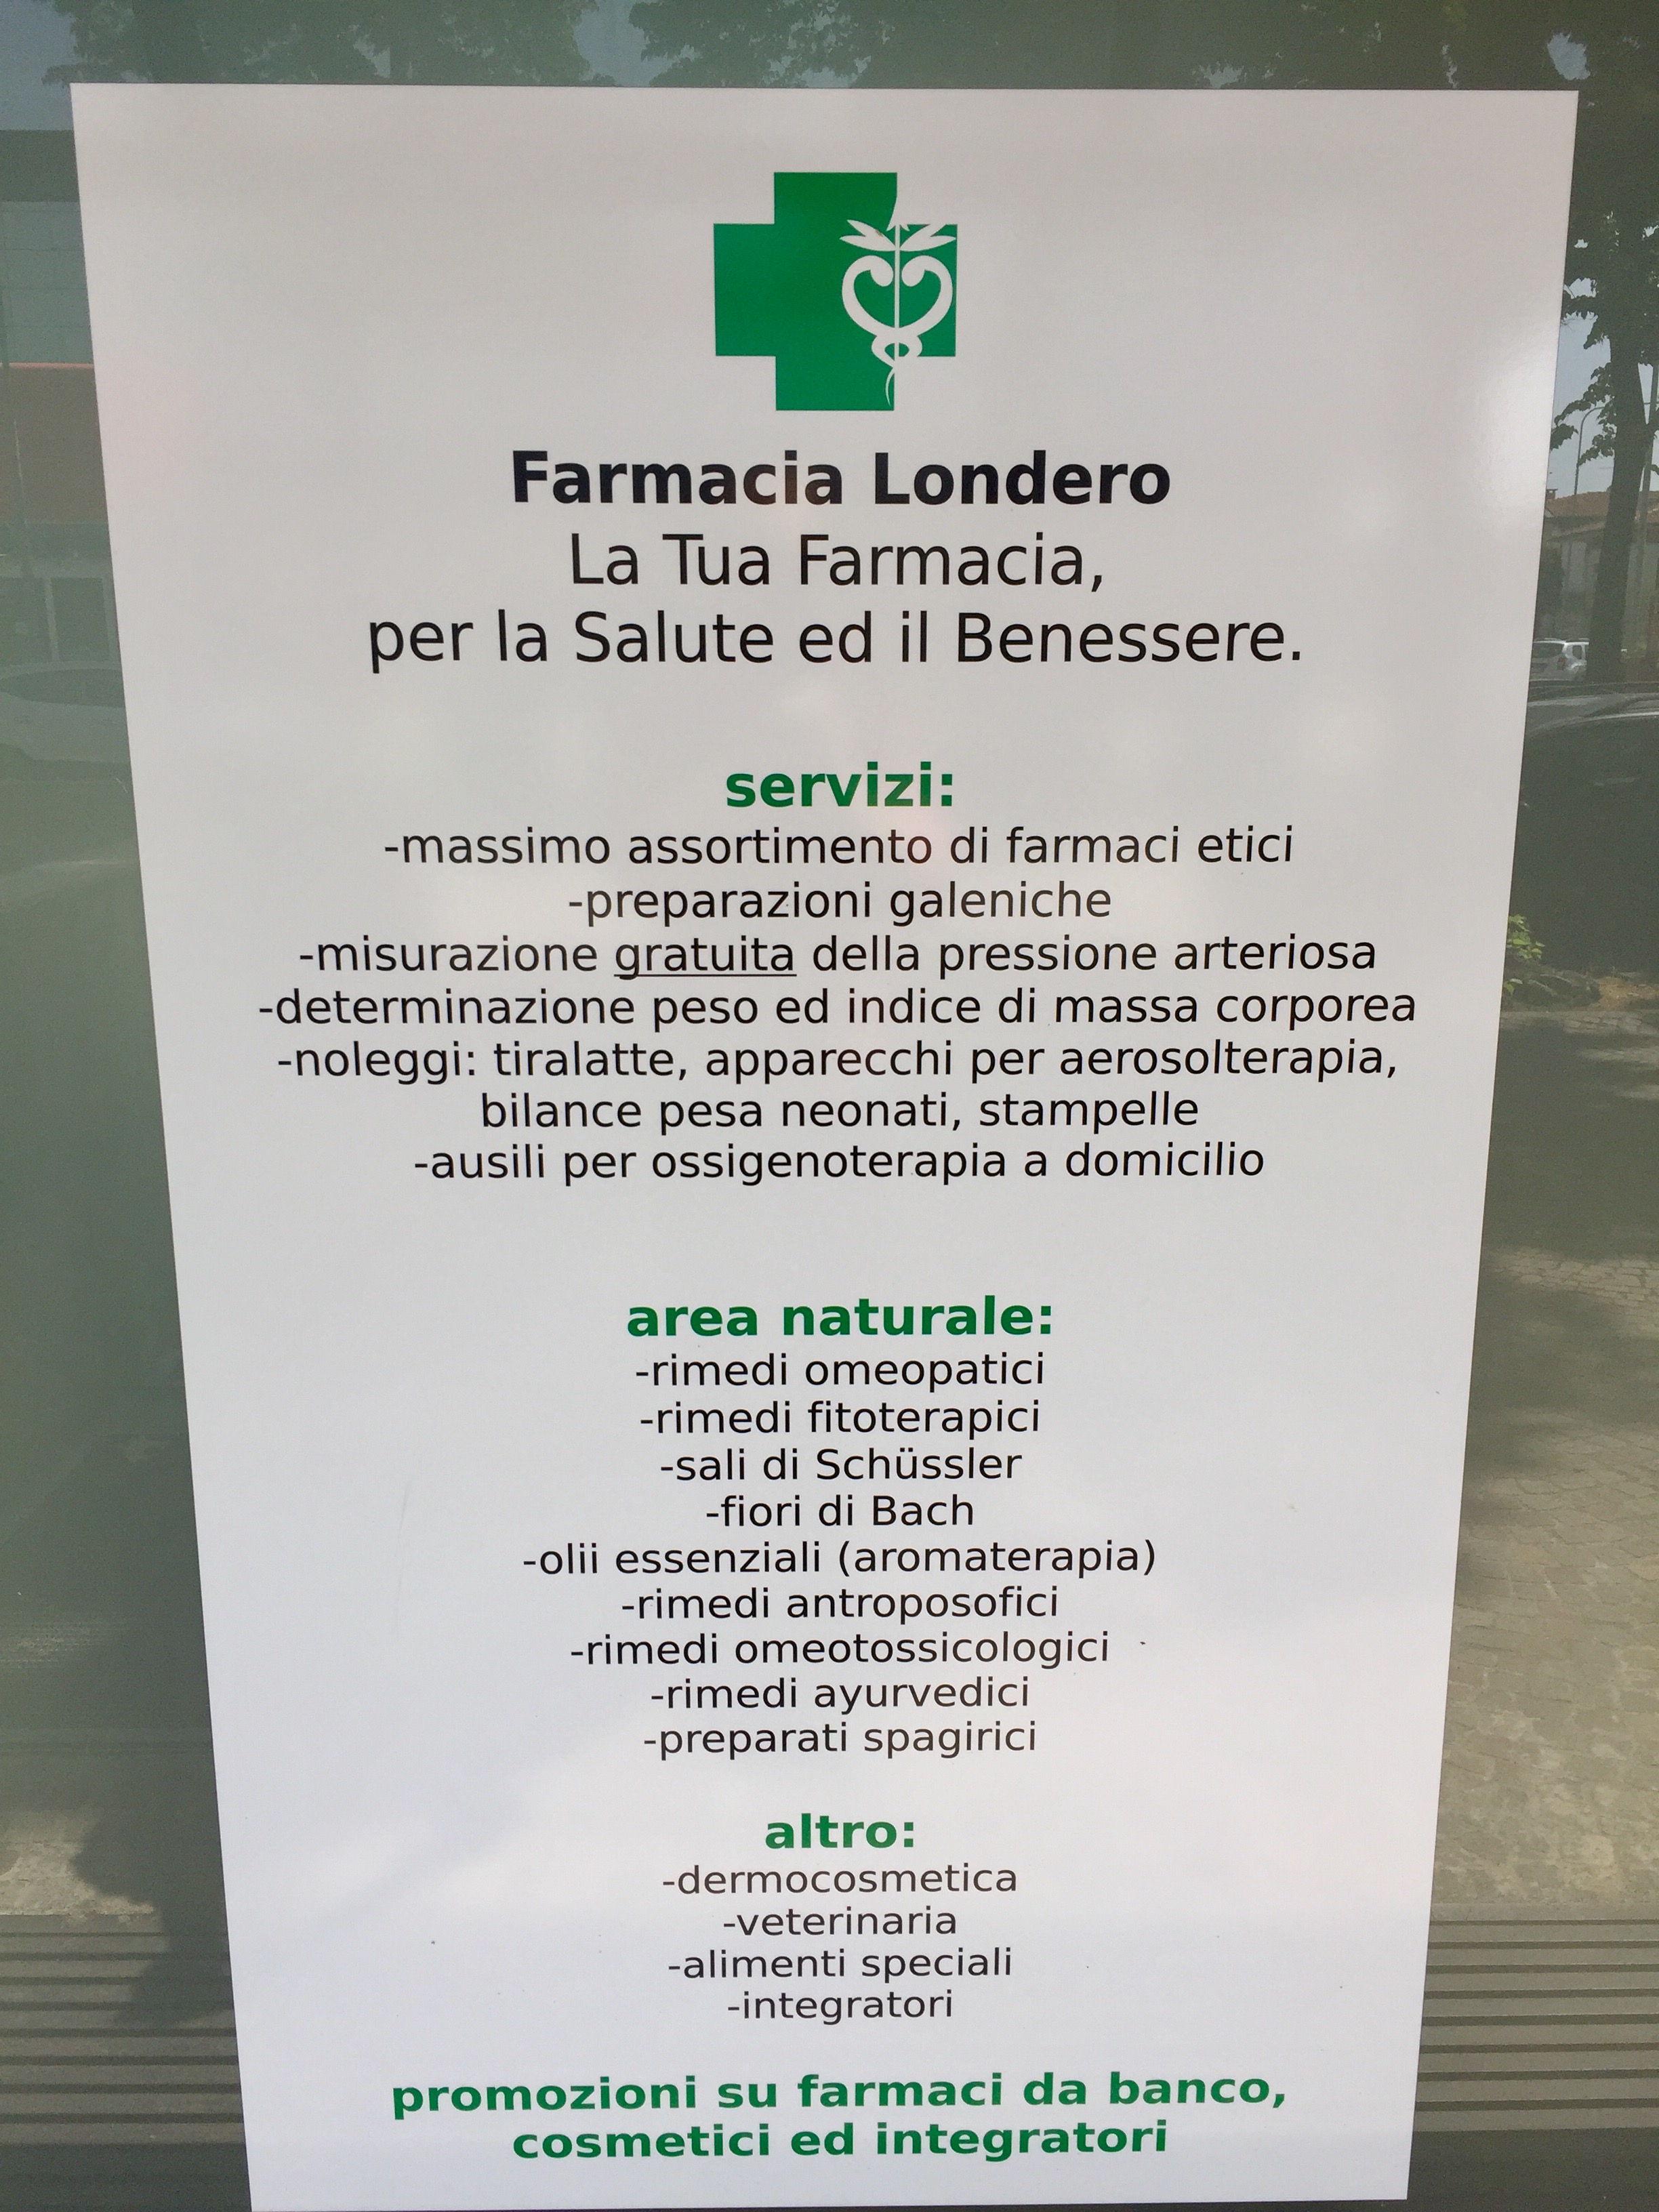 Farmacia Londero
La Tua Farmacia,
per la Salute ed il Benessere.
servizi:
-massimo assortimento di farmaci etici
-preparazioni galeniche
-misurazione gratuita della pressione arteriosa
-determinazione peso ed indice di massa corporea
-noleggi: tiralatte, apparecchi per aerosolterapia,
bilance pesa neonati, stampelle
-ausili per ossigenoterapia a domicilio
area naturale:
-rimedi omeopatici
-rimedi fitoterapici
-sali di Schüssler
-fiori di Bach
-olii essenziali (aromaterapia)
-rimedi antroposofici
-rimedi omeotossicologici
-rimedi ayurvedici
-preparati spagirici
altro:
-dermocosmetica
-veterinaria
-alimenti speciali
-integratori
promozioni su farmaci da banco,
cosmetici ed integratori